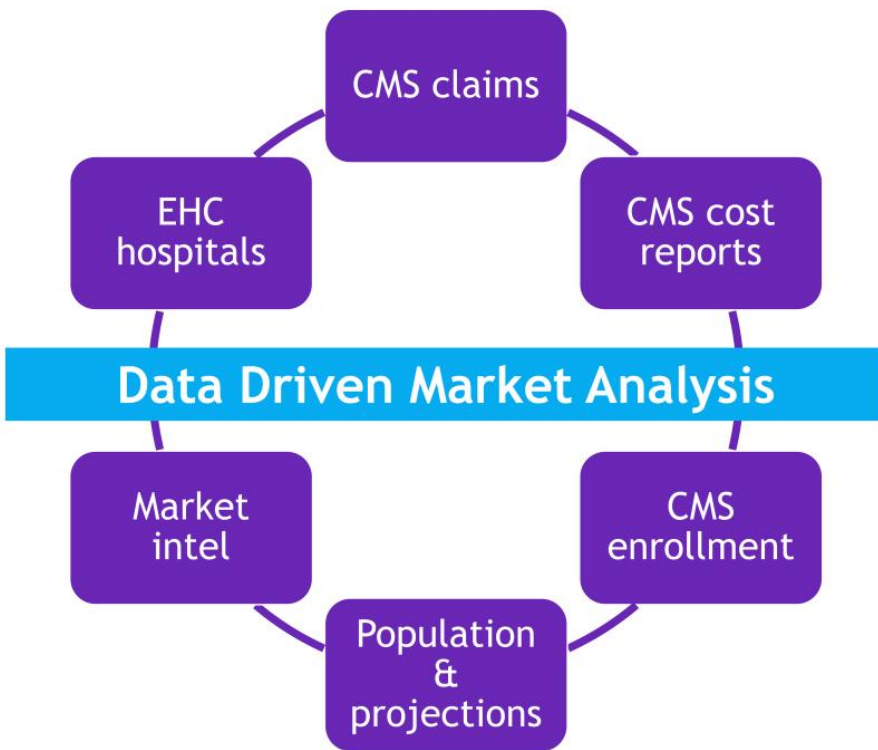 CMS claims
EHC
hospitals
CMS cost
reports
Data Driven Market Analysis
Market
intel
CMS
enrollment
Population
&
projections